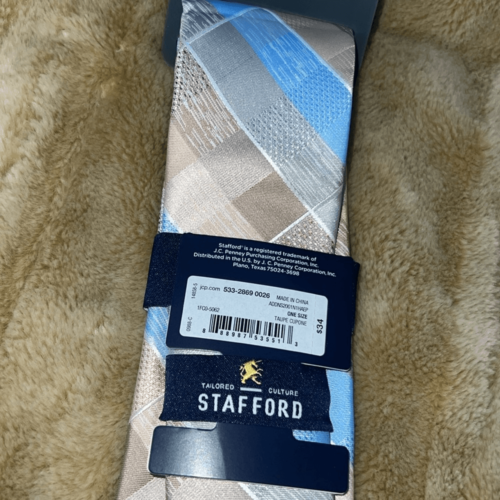 Stafford® is a registered trademark of
J.C. Penney Purchasing Corporation, Inc.
Distributed in the U.S. by J. C. Penney Corporation, Inc.
Plano, Texas 75024-3698
jcp.com 533-2869 0026
MADE IN CHINA
ONE SIZE
TAUPE CUPONE
$34
TAILORED CULTURE
STAFFORD